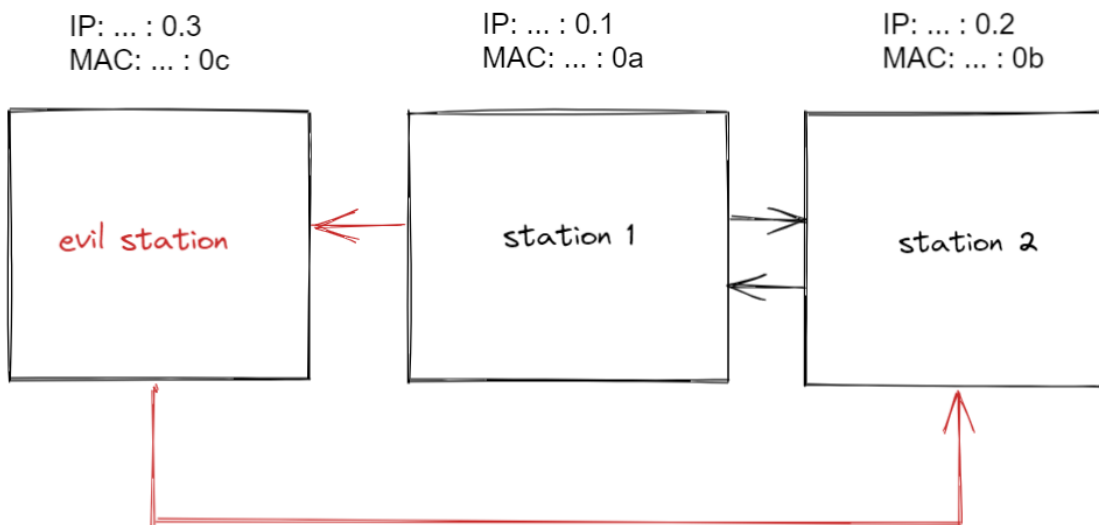 IP: ... : 0.3
MAC: ... : 0c
IP: ... : 0.1
MAC: ... : 0a
IP: ... : 0.2
MAC: ... : 0b
evil station
station 1
station 2